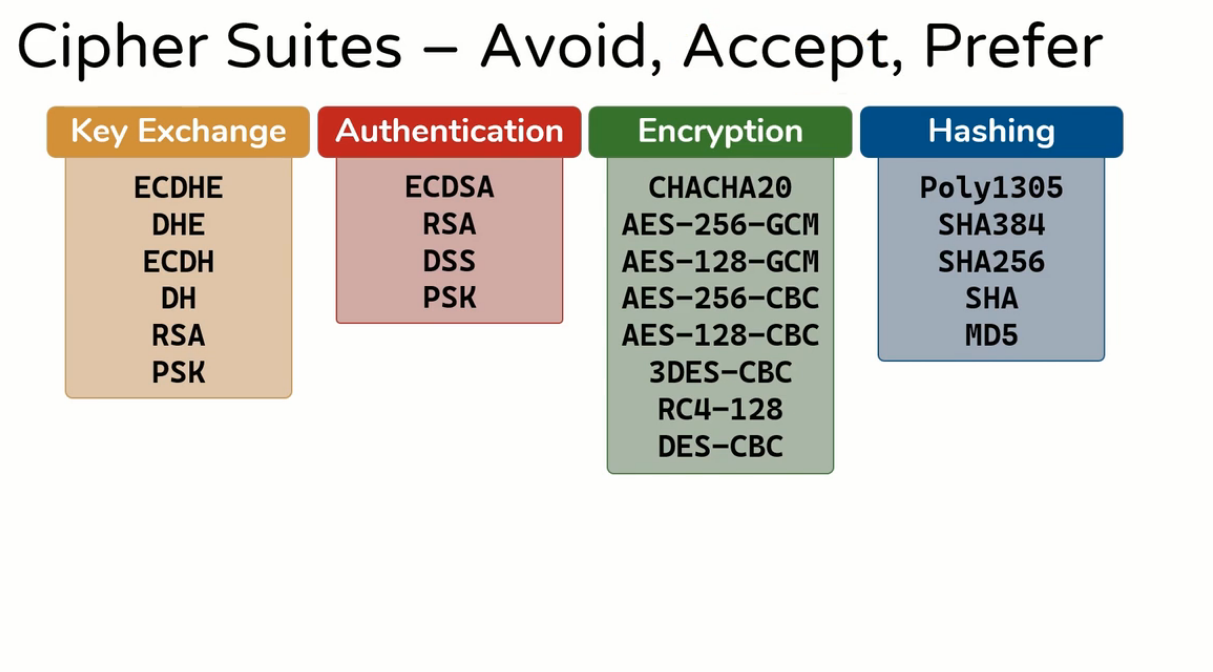 Cipher Suites – Avoid, Accept, Prefer
Key Exchange
ECDHE
DHE
ECDH
DH
RSA
PSK
Authentication
ECDSA
RSA
DSS
PSK
Encryption
CHACHA20
AES-256-GCM
AES-128-GCM
AES-256-CBC
AES-128-CBC
3DES-CBC
RC4-128
DES-CBC
Hashing
Poly1305
SHA384
SHA256
SHA
MD5